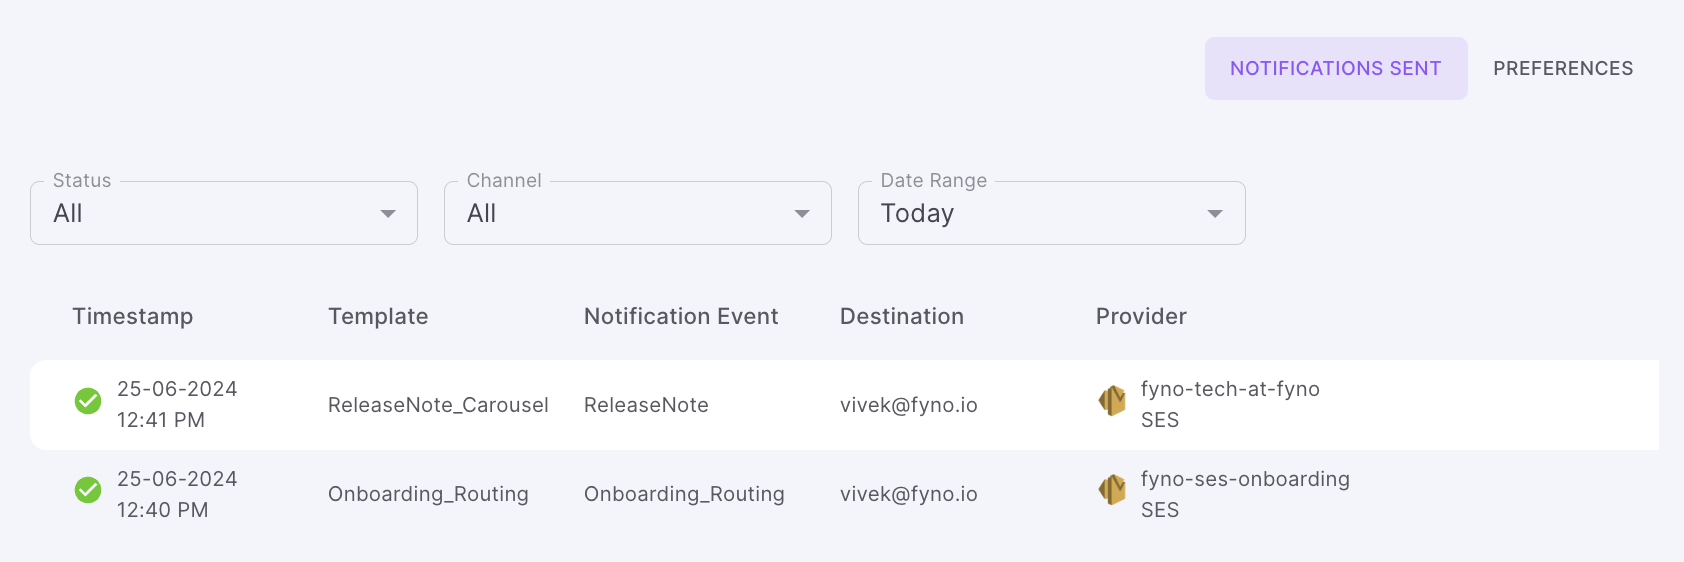 NOTIFICATIONS SENT PREFERENCES
Status Channel Date Range
All All Today
Timestamp Template Notification Event Destination Provider
25-06-2024 fyno-tech-at-fyno
ReleaseNote_Carousel ReleaseNote vivek@fyno.io
12:41 PM SES
25-06-2024 fyno-ses-onboarding
Onboarding_Routing Onboarding_Routing vivek@fyno.io
12:40 PM SES